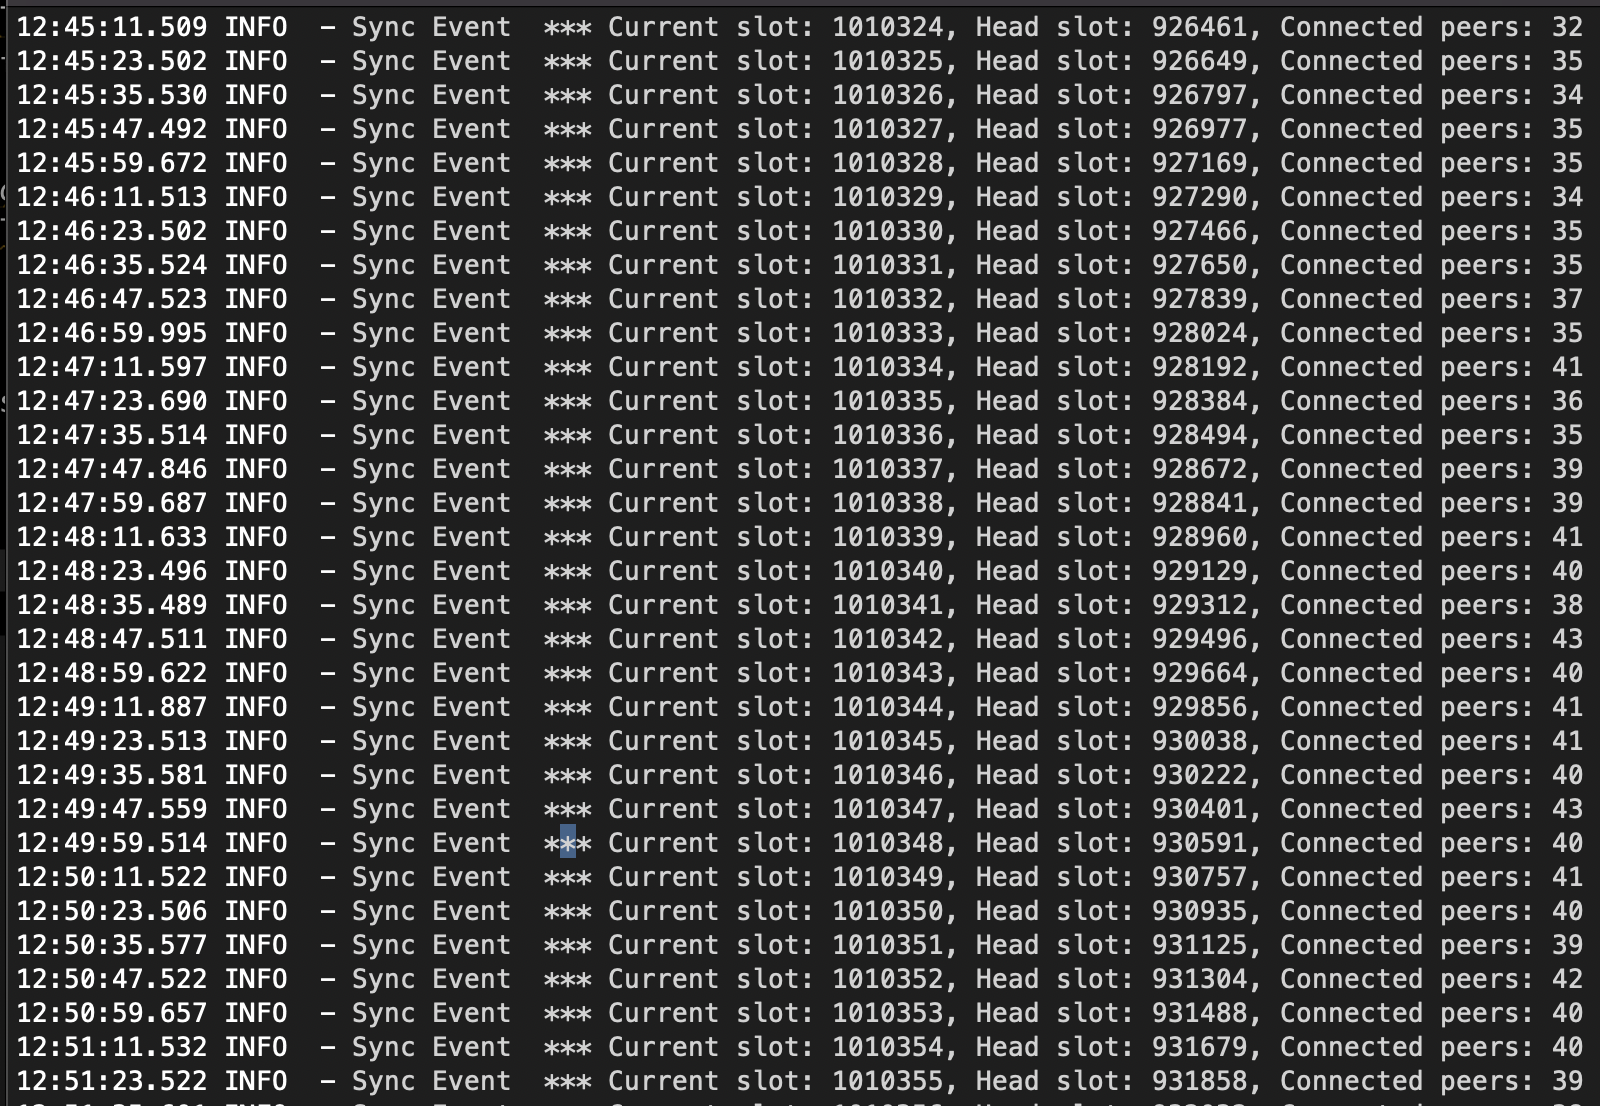 12:45:11.509 INFO  – Sync Event  *** Current slot: 1010324, Head slot: 926461, Connected peers: 32
12:45:23.502 INFO  – Sync Event  *** Current slot: 1010325, Head slot: 926649, Connected peers: 35
12:45:35.530 INFO  – Sync Event  *** Current slot: 1010326, Head slot: 926797, Connected peers: 34
12:45:47.492 INFO  – Sync Event  *** Current slot: 1010327, Head slot: 926977, Connected peers: 35
12:45:59.672 INFO  – Sync Event  *** Current slot: 1010328, Head slot: 927169, Connected peers: 35
12:46:11.513 INFO  – Sync Event  *** Current slot: 1010329, Head slot: 927290, Connected peers: 34
12:46:23.502 INFO  – Sync Event  *** Current slot: 1010330, Head slot: 927466, Connected peers: 35
12:46:35.524 INFO  – Sync Event  *** Current slot: 1010331, Head slot: 927650, Connected peers: 35
12:46:47.523 INFO  – Sync Event  *** Current slot: 1010332, Head slot: 927839, Connected peers: 37
12:46:59.995 INFO  – Sync Event  *** Current slot: 1010333, Head slot: 928024, Connected peers: 35
12:47:11.597 INFO  – Sync Event  *** Current slot: 1010334, Head slot: 928192, Connected peers: 41
12:47:23.690 INFO  – Sync Event  *** Current slot: 1010335, Head slot: 928384, Connected peers: 36
12:47:35.514 INFO  – Sync Event  *** Current slot: 1010336, Head slot: 928494, Connected peers: 35
12:47:47.846 INFO  – Sync Event  *** Current slot: 1010337, Head slot: 928672, Connected peers: 39
12:47:59.687 INFO  – Sync Event  *** Current slot: 1010338, Head slot: 928841, Connected peers: 39
12:48:11.633 INFO  – Sync Event  *** Current slot: 1010339, Head slot: 928960, Connected peers: 41
12:48:23.496 INFO  – Sync Event  *** Current slot: 1010340, Head slot: 929129, Connected peers: 40
12:48:35.489 INFO  – Sync Event  *** Current slot: 1010341, Head slot: 929312, Connected peers: 38
12:48:47.511 INFO  – Sync Event  *** Current slot: 1010342, Head slot: 929496, Connected peers: 43
12:48:59.622 INFO  – Sync Event  *** Current slot: 1010343, Head slot: 929664, Connected peers: 40
12:49:11.887 INFO  – Sync Event  *** Current slot: 1010344, Head slot: 929856, Connected peers: 41
12:49:23.513 INFO  – Sync Event  *** Current slot: 1010345, Head slot: 930038, Connected peers: 41
12:49:35.581 INFO  – Sync Event  *** Current slot: 1010346, Head slot: 930222, Connected peers: 40
12:49:47.559 INFO  – Sync Event  *** Current slot: 1010347, Head slot: 930401, Connected peers: 43
12:49:59.514 INFO  – Sync Event  *** Current slot: 1010348, Head slot: 930591, Connected peers: 40
12:50:11.522 INFO  – Sync Event  *** Current slot: 1010349, Head slot: 930757, Connected peers: 41
12:50:23.506 INFO  – Sync Event  *** Current slot: 1010350, Head slot: 930935, Connected peers: 40
12:50:35.577 INFO  – Sync Event  *** Current slot: 1010351, Head slot: 931125, Connected peers: 39
12:50:47.522 INFO  – Sync Event  *** Current slot: 1010352, Head slot: 931304, Connected peers: 42
12:50:59.657 INFO  – Sync Event  *** Current slot: 1010353, Head slot: 931488, Connected peers: 40
12:51:11.532 INFO  – Sync Event  *** Current slot: 1010354, Head slot: 931679, Connected peers: 40
12:51:23.522 INFO  – Sync Event  *** Current slot: 1010355, Head slot: 931858, Connected peers: 39